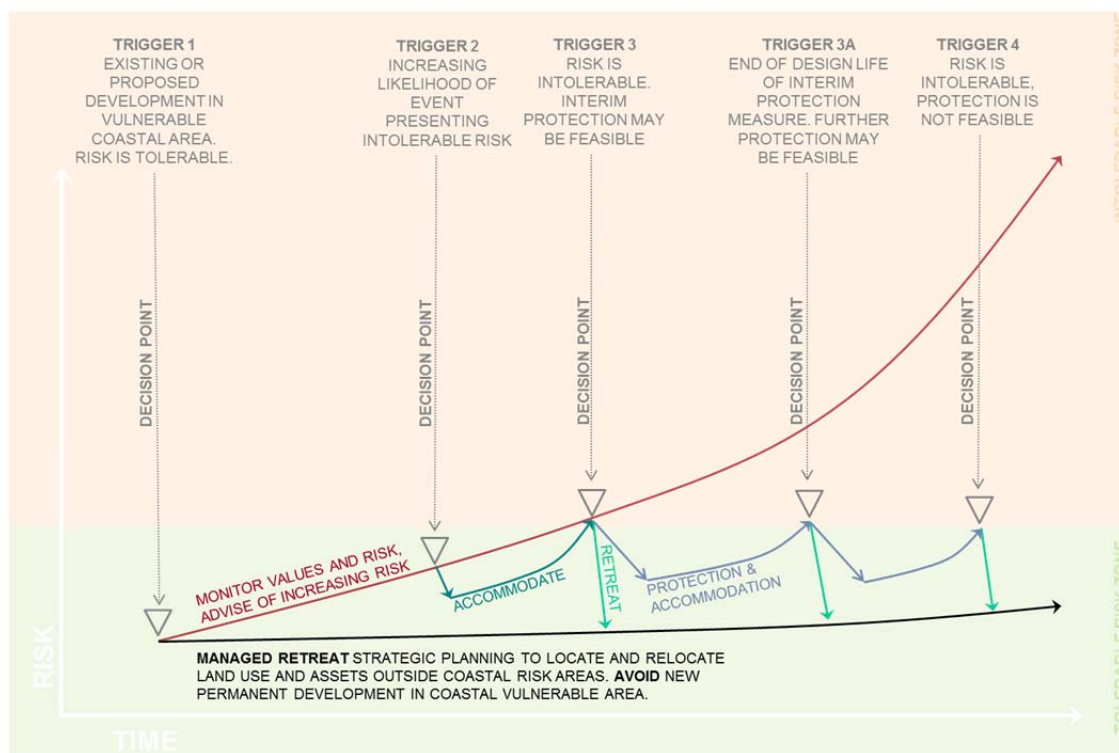 TRIGGER 1
EXISTING OR
PROPOSED
DEVELOPMENT IN
VULNERABLE
COASTAL AREA.
RISK IS TOLERABLE.
TRIGGER 2
INCREASING
LIKELIHOOD OF
EVENT
PRESENTING
INTOLERABLE RISK
TRIGGER 3
RISK IS
INTOLERABLE.
INTERIM
PROTECTION MAY
BE FEASIBLE
TRIGGER 3A
END OF DESIGN LIFE
OF INTERIM
PROTECTION
MEASURE. FURTHER
PROTECTION MAY
BE FEASIBLE
TRIGGER 4
RISK IS
INTOLERABLE,
PROTECTION IS
NOT FEASIBLE
DECISION POINT
DECISION POINT
DECISION POINT
DECISION POINT
DECISION POINT
MONITOR VALUES AND RISK,
ADVISE OF INCREASING RISK
ACCOMMODATE
RETREAT
PROTECTION &
ACCOMMODATION
MANAGED RETREAT STRATEGIC PLANNING TO LOCATE AND RELOCATE
LAND USE AND ASSETS OUTSIDE COASTAL RISK AREAS. AVOID NEW
PERMANENT DEVELOPMENT IN COASTAL VULNERABLE AREA.
RISK
TIME